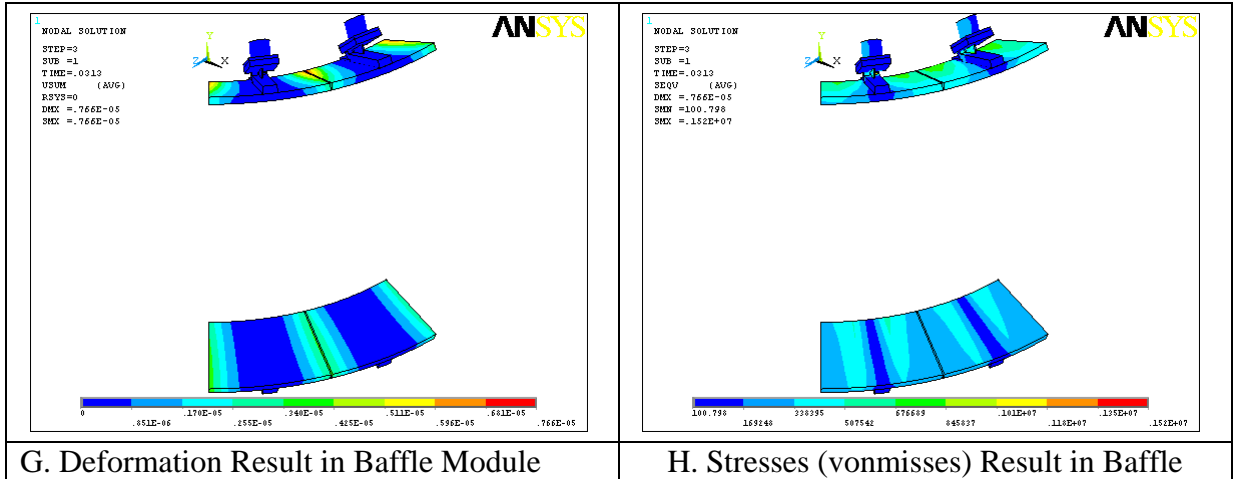 1
NODAL SOLUTION
STEP=3
SUB =1
TIME=.0313
USUM (AVG)
RSYS=0
DMX =.766E-05
SMX =.766E-05
ANSYS
Y
Z X
0 .170E-05 .340E-05 .511E-05 .681E-05
.851E-06 .255E-05 .425E-05 .596E-05 .766E-05
G. Deformation Result in Baffle Module
1
NODAL SOLUTION
STEP=3
SUB =1
TIME=.0313
SEQV (AVG)
DMX =.766E-05
SMN =100.798
SMX =.152E+07
ANSYS
Y
Z X
100.798 338395 676689 .101E+07 .135E+07
169248 507542 845837 .118E+07 .152E+07
H. Stresses (vonmisses) Result in Baffle